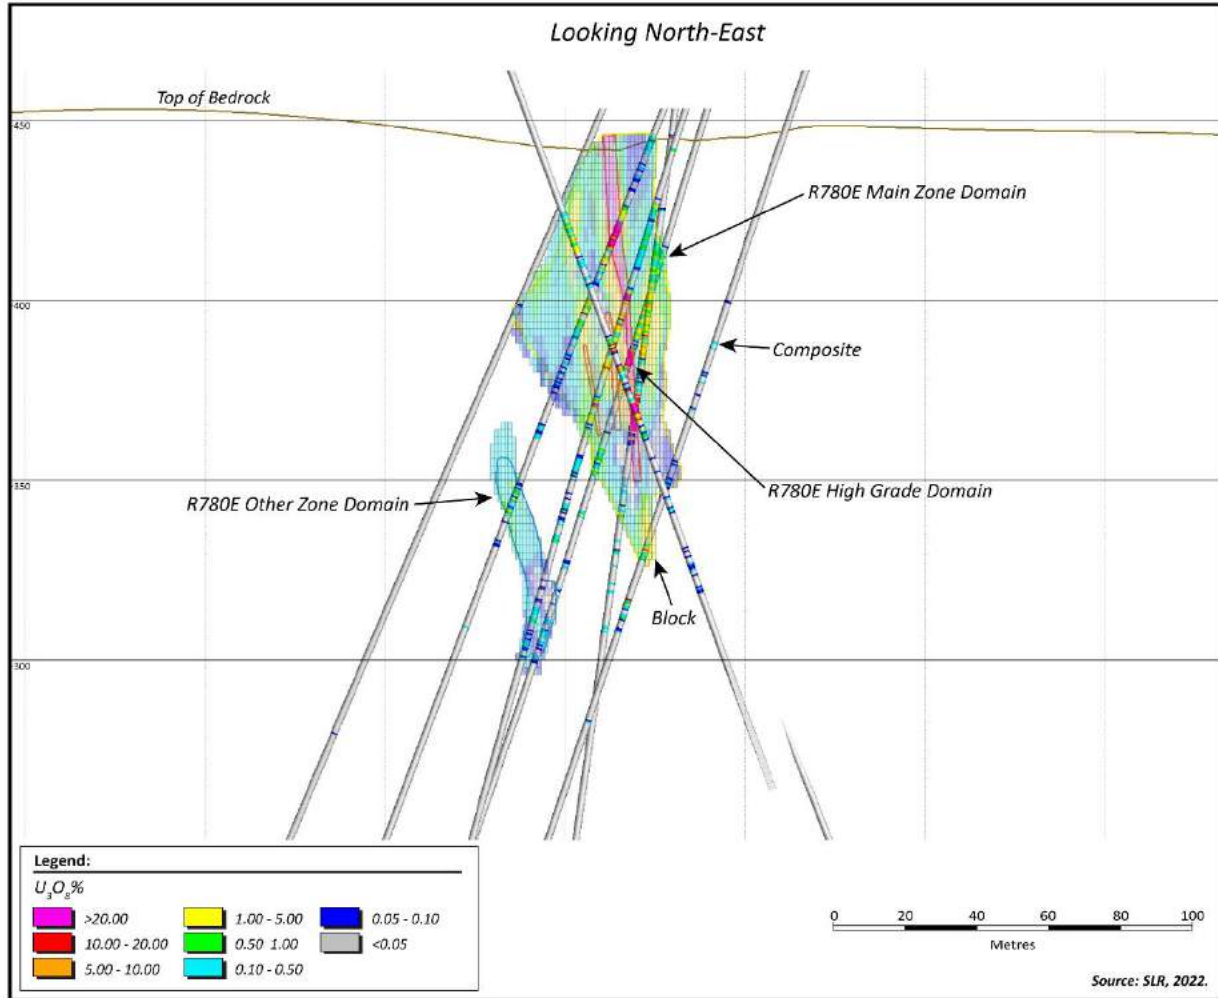 Looking North-East
Top of Bedrock
450
R780E Main Zone Domain
400
Composite
350
R780E High Grade Domain
R780E Other Zone Domain
Block
300
Legend:
U₃O₈%
>20.00
10.00 - 20.00
5.00 - 10.00
1.00 - 5.00
0.50 1.00
0.10 - 0.50
0.05 - 0.10
<0.05
0 20 40 60 80 100
Metres
Source: SLR, 2022.